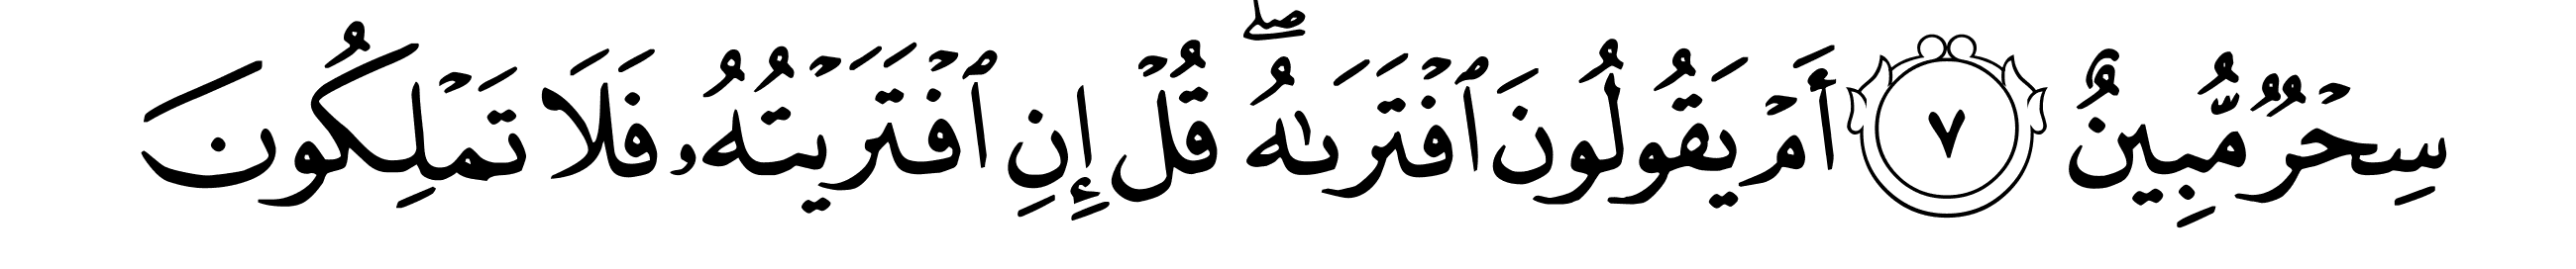 سِحۡرٞ مُّبِينٌ ٧ أَمۡ يَقُولُونَ ٱفۡتَرَىٰهُۖ قُلۡ إِنِ ٱفۡتَرَيۡتُهُۥ فَلَا تَمۡلِكُونَ